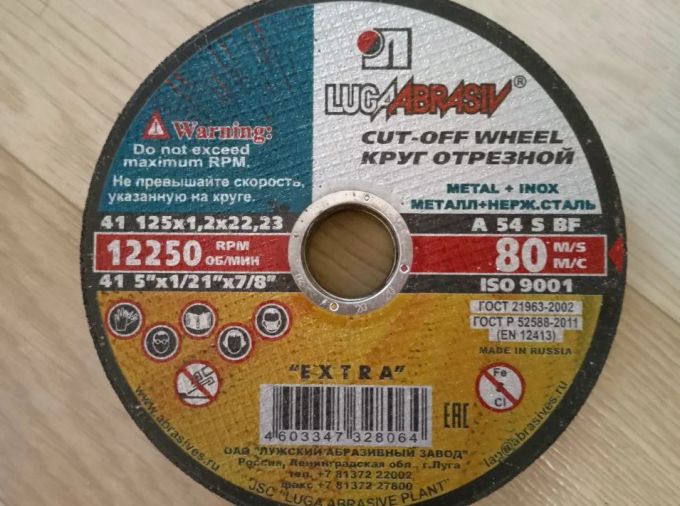 LUGAABRASIV®
CUT-OFF WHEEL
КРУГ ОТРЕЗНОЙ
METAL + INOX
МЕТАЛЛ+НЕРЖ.СТАЛЬ
Warning:
Do not exceed
maximum RPM.
Не превышайте скорость,
указанную на круге.
41 125x1,2x22,23
A 54 S BF
12250 RPM
ОБ/МИН
80 M/S
М/С
41 5"x1/21"x7/8"
ISO 9001
ГОСТ 21963-2002
ГОСТ Р 52588-2011
(EN 12413)
MADE IN RUSSIA
"EXTRA"
Fe
S
Cl
4 603347 328064
EAC
www.abrasives.ru
lap@abrasives.ru
ОАО "ЛУЖСКИЙ АБРАЗИВНЫЙ ЗАВОД"
Россия, Ленинградская обл., г.Луга
тел. +7 81372 22002
факс +7 81372 27800
JSC "LUGA ABRASIVE PLANT"